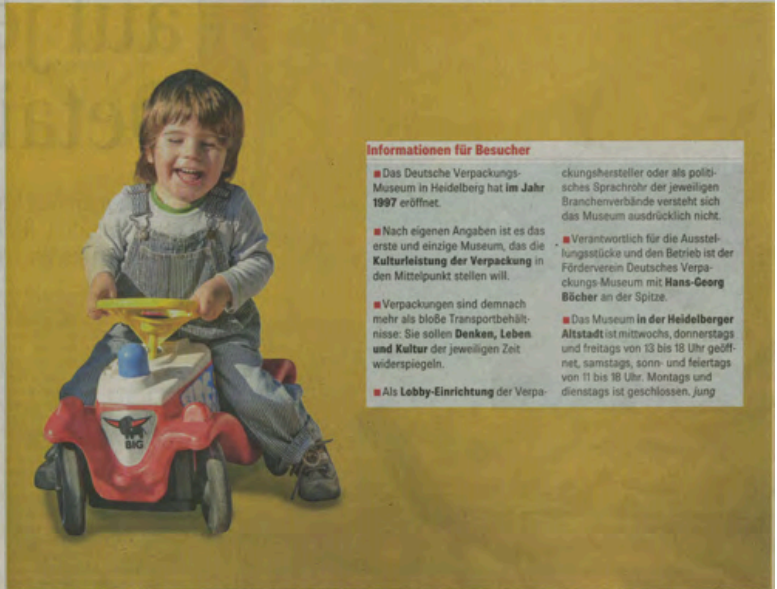 Informationen für Besucher
■ Das Deutsche Verpackungs-
Museum in Heidelberg hat im Jahr
1997 eröffnet.
■ Nach eigenen Angaben ist es das
erste und einzige Museum, das die
Kulturleistung der Verpackung in
den Mittelpunkt stellen will.
■ Verpackungen sind demnach
mehr als bloße Transportbehält-
nisse: Sie sollen Denken, Leben
und Kultur der jeweiligen Zeit
widerspiegeln.
■ Als Lobby-Einrichtung der Verpa-
ckungshersteller oder als politi-
sches Sprachrohr der jeweiligen
Branchenverbände versteht sich
das Museum ausdrücklich nicht.
■ Verantwortlich für die Ausstel-
lungsstücke und den Betrieb ist der
Förderverein Deutsches Verpa-
ckungs-Museum mit Hans-Georg
Böcher an der Spitze.
■ Das Museum in der Heidelberger
Altstadt ist mittwochs, donnerstags
und freitags von 13 bis 18 Uhr geöff-
net, samstags, sonn- und feiertags
von 11 bis 18 Uhr. Montags und
dienstags ist geschlossen. jung
BIG